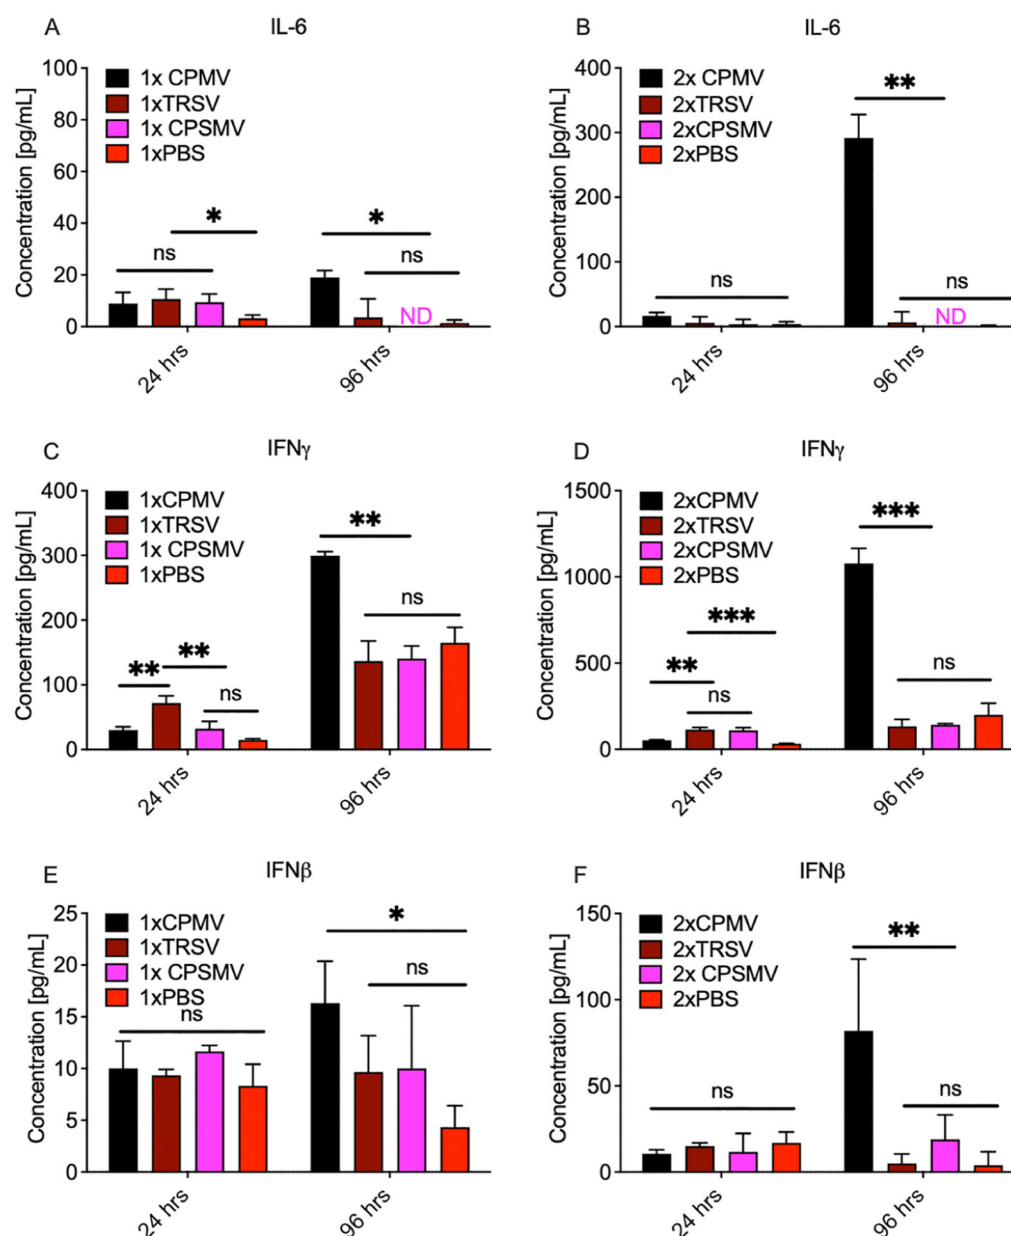 A IL-6
Concentration [pg/mL]
100
80
60
40
20
0
1x CPMV
1xTRSV
1x CPSMV
1xPBS
ns
*
*
ns
ND
24 hrs
96 hrs
B IL-6
Concentration [pg/mL]
400
300
200
100
0
2x CPMV
2xTRSV
2xCPSMV
2xPBS
**
ns
ns
ND
24 hrs
96 hrs
C IFNγ
Concentration [pg/mL]
400
300
200
100
0
1xCPMV
1xTRSV
1x CPSMV
1xPBS
**
**
ns
**
ns
24 hrs
96 hrs
D IFNγ
Concentration [pg/mL]
1500
1000
500
0
2xCPMV
2xTRSV
2xCPSMV
2xPBS
***
***
**
ns
ns
24 hrs
96 hrs
E IFNβ
Concentration [pg/mL]
25
20
15
10
5
0
1xCPMV
1xTRSV
1x CPSMV
1xPBS
ns
*
ns
24 hrs
96 hrs
F IFNβ
Concentration [pg/mL]
150
100
50
0
2xCPMV
2xTRSV
2x CPSMV
2xPBS
**
ns
ns
24 hrs
96 hrs